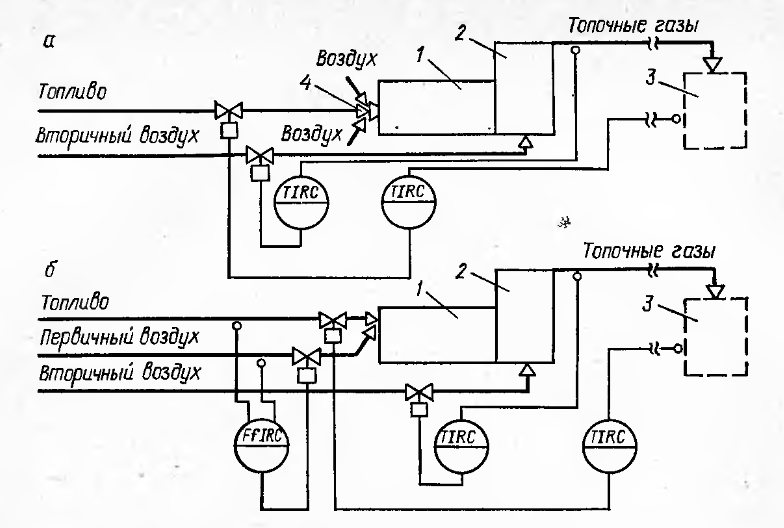 а
Топочные газы
2
1
Воздух
4
3
Топливо
Вторичный воздух
Воздух
TIRC
TIRC
б
Топочные газы
2
1
3
Топливо
Первичный воздух
Вторичный воздух
FfIRC
TIRC
TIRC